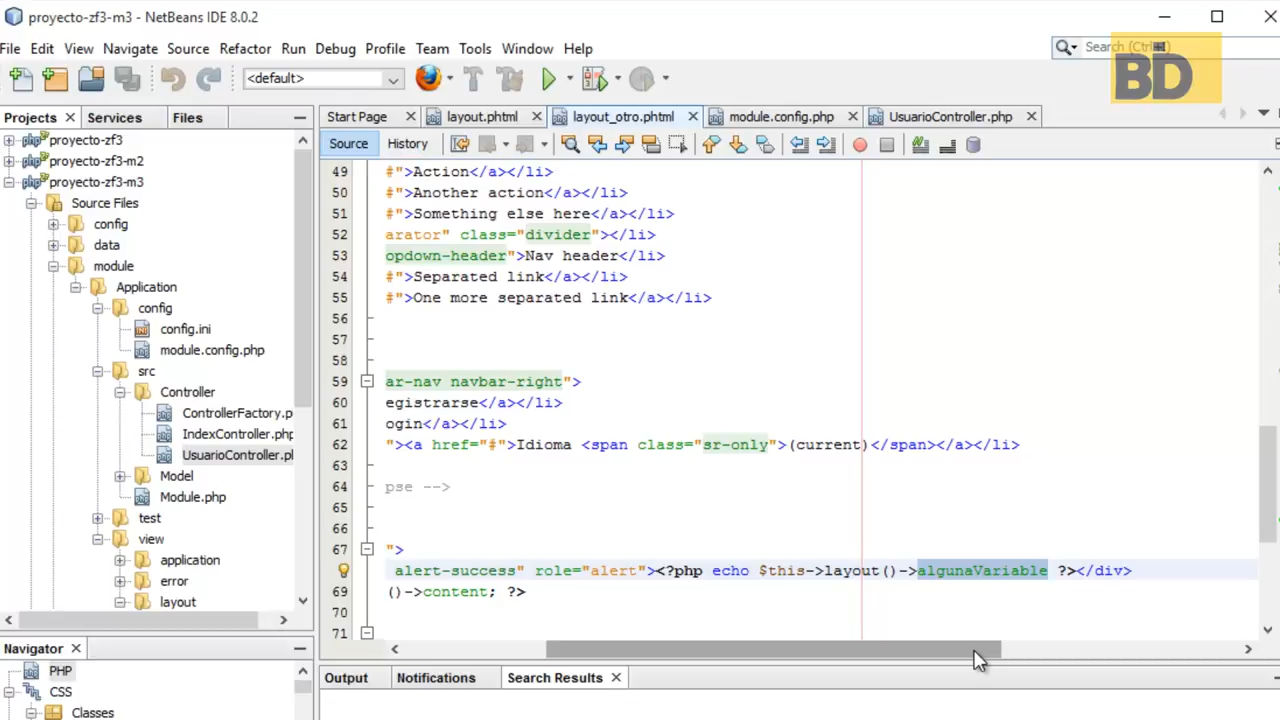 proyecto-zf3-m3 - NetBeans IDE 8.0.2
File Edit View Navigate Source Refactor Run Debug Profile Team Tools Window Help
Search (Ctrl+I)
BD
<default>
Projects Services Files
Start Page layout.phtml layout_otro.phtml module.config.php UsuarioController.php
Source History
proyecto-zf3
proyecto-zf3-m2
proyecto-zf3-m3
Source Files
config
data
module
Application
config
config.ini
module.config.php
src
Controller
ControllerFactory.p
IndexController.php
UsuarioController.pl
Model
Module.php
test
view
application
error
layout
49 #">Action</a></li>
50 #">Another action</a></li>
51 #">Something else here</a></li>
52 arator" class="divider"></li>
53 opdown-header">Nav header</li>
54 #">Separated link</a></li>
55 #">One more separated link</a></li>
56
57
58
59 ar-nav navbar-right">
60 egistrarse</a></li>
61 ogin</a></li>
62 "><a href="#">Idioma <span class="sr-only">(current)</span></a></li>
63
64 pse -->
65
66
67 ">
alert-success" role="alert"><?php echo $this->layout()->algunaVariable ?></div>
69 ()->content; ?>
70
71
Navigator
PHP
CSS
Classes
Output Notifications Search Results